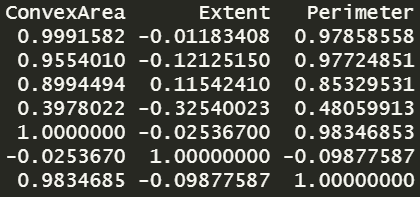 ConvexArea Extent Perimeter
0.9991582 -0.01183408 0.97858558
0.9554010 -0.12125150 0.97724851
0.8994494 0.11542410 0.85329531
0.3978022 -0.32540023 0.48059913
1.0000000 -0.02536700 0.98346853
-0.0253670 1.00000000 -0.09877587
0.9834685 -0.09877587 1.00000000